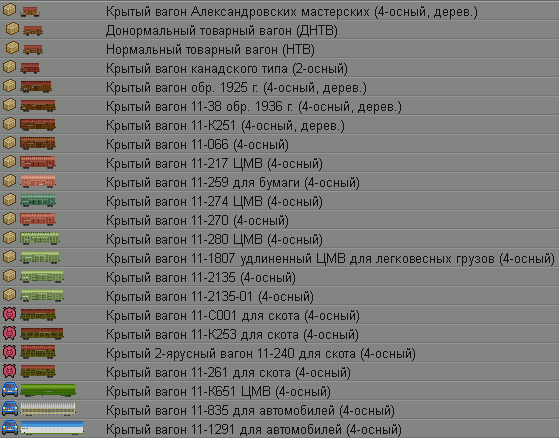 Крытый вагон Александровских мастерских (4-осный, дерев.)
Донормальный товарный вагон (ДНТВ)
Нормальный товарный вагон (НТВ)
Крытый вагон канадского типа (2-осный)
Крытый вагон обр. 1925 г. (4-осный, дерев.)
Крытый вагон 11-38 обр. 1936 г. (4-осный, дерев.)
Крытый вагон 11-К251 (4-осный, дерев.)
Крытый вагон 11-066 (4-осный)
Крытый вагон 11-217 ЦМВ (4-осный)
Крытый вагон 11-259 для бумаги (4-осный)
Крытый вагон 11-274 ЦМВ (4-осный)
Крытый вагон 11-270 (4-осный)
Крытый вагон 11-280 ЦМВ (4-осный)
Крытый вагон 11-1807 удлиненный ЦМВ для легковесных грузов (4-осный)
Крытый вагон 11-2135 (4-осный)
Крытый вагон 11-2135-01 (4-осный)
Крытый вагон 11-С001 для скота (4-осный)
Крытый вагон 11-К253 для скота (4-осный)
Крытый 2-ярусный вагон 11-240 для скота (4-осный)
Крытый вагон 11-261 для скота (4-осный)
Крытый вагон 11-К651 ЦМВ (4-осный)
Крытый вагон 11-835 для автомобилей (4-осный)
Крытый вагон 11-1291 для автомобилей (4-осный)